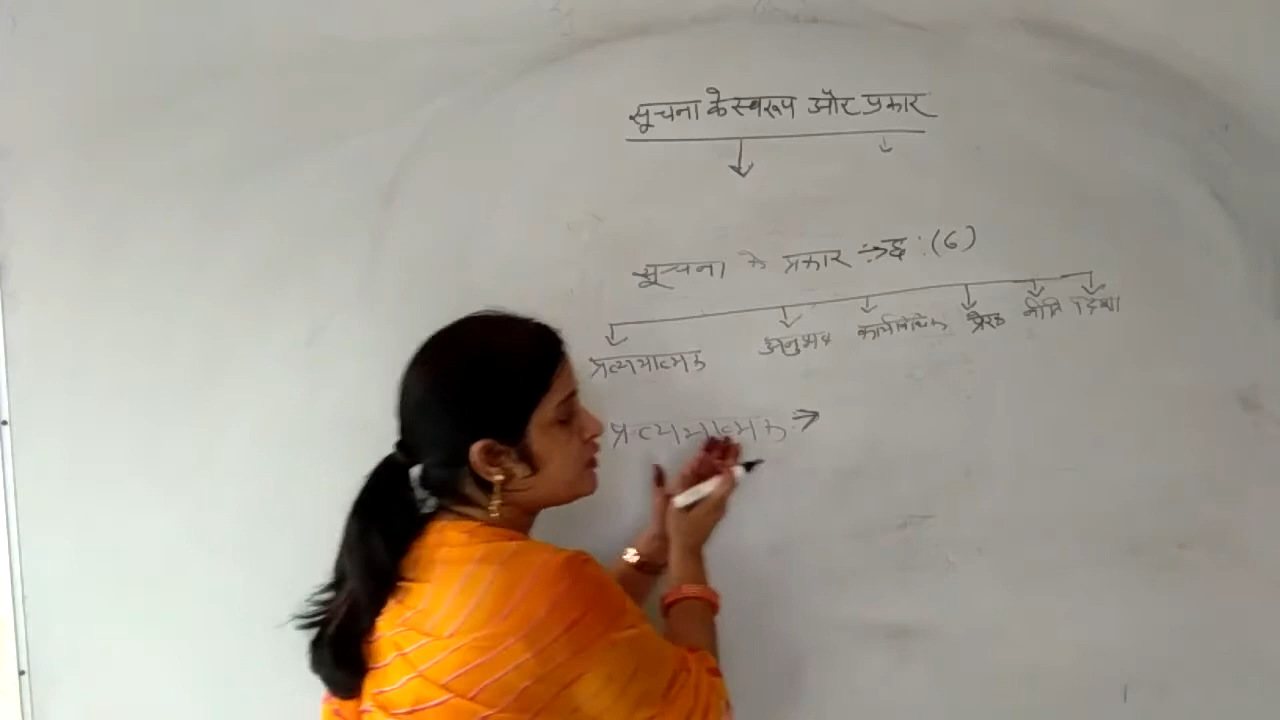 सूचना के स्वरूप और प्रकार
सूचना के प्रकार → छ: (6)
प्रत्ययात्मक अनुभव कार्यविधिक प्रेरक नीति दिशा
प्रत्ययात्मक →